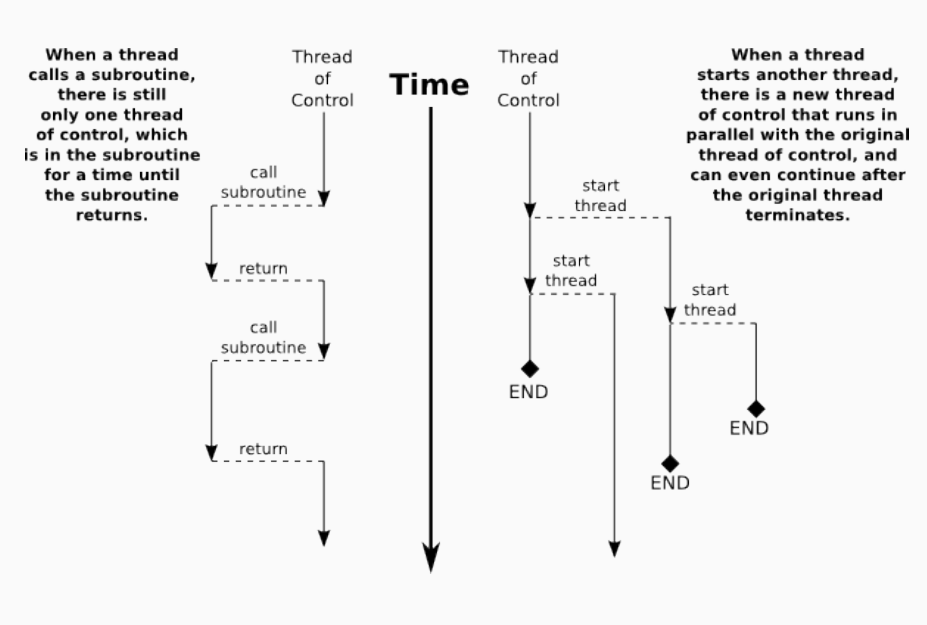 When a thread
calls a subroutine,
there is still
only one thread
of control, which
is in the subroutine
for a time until
the subroutine
returns.
Thread
of
Control
call
subroutine
return
call
subroutine
return
Time
Thread
of
Control
start
thread
start
thread
start
thread
END
END
END
When a thread
starts another thread,
there is a new thread
of control that runs in
parallel with the original
thread of control, and
can even continue after
the original thread
terminates.